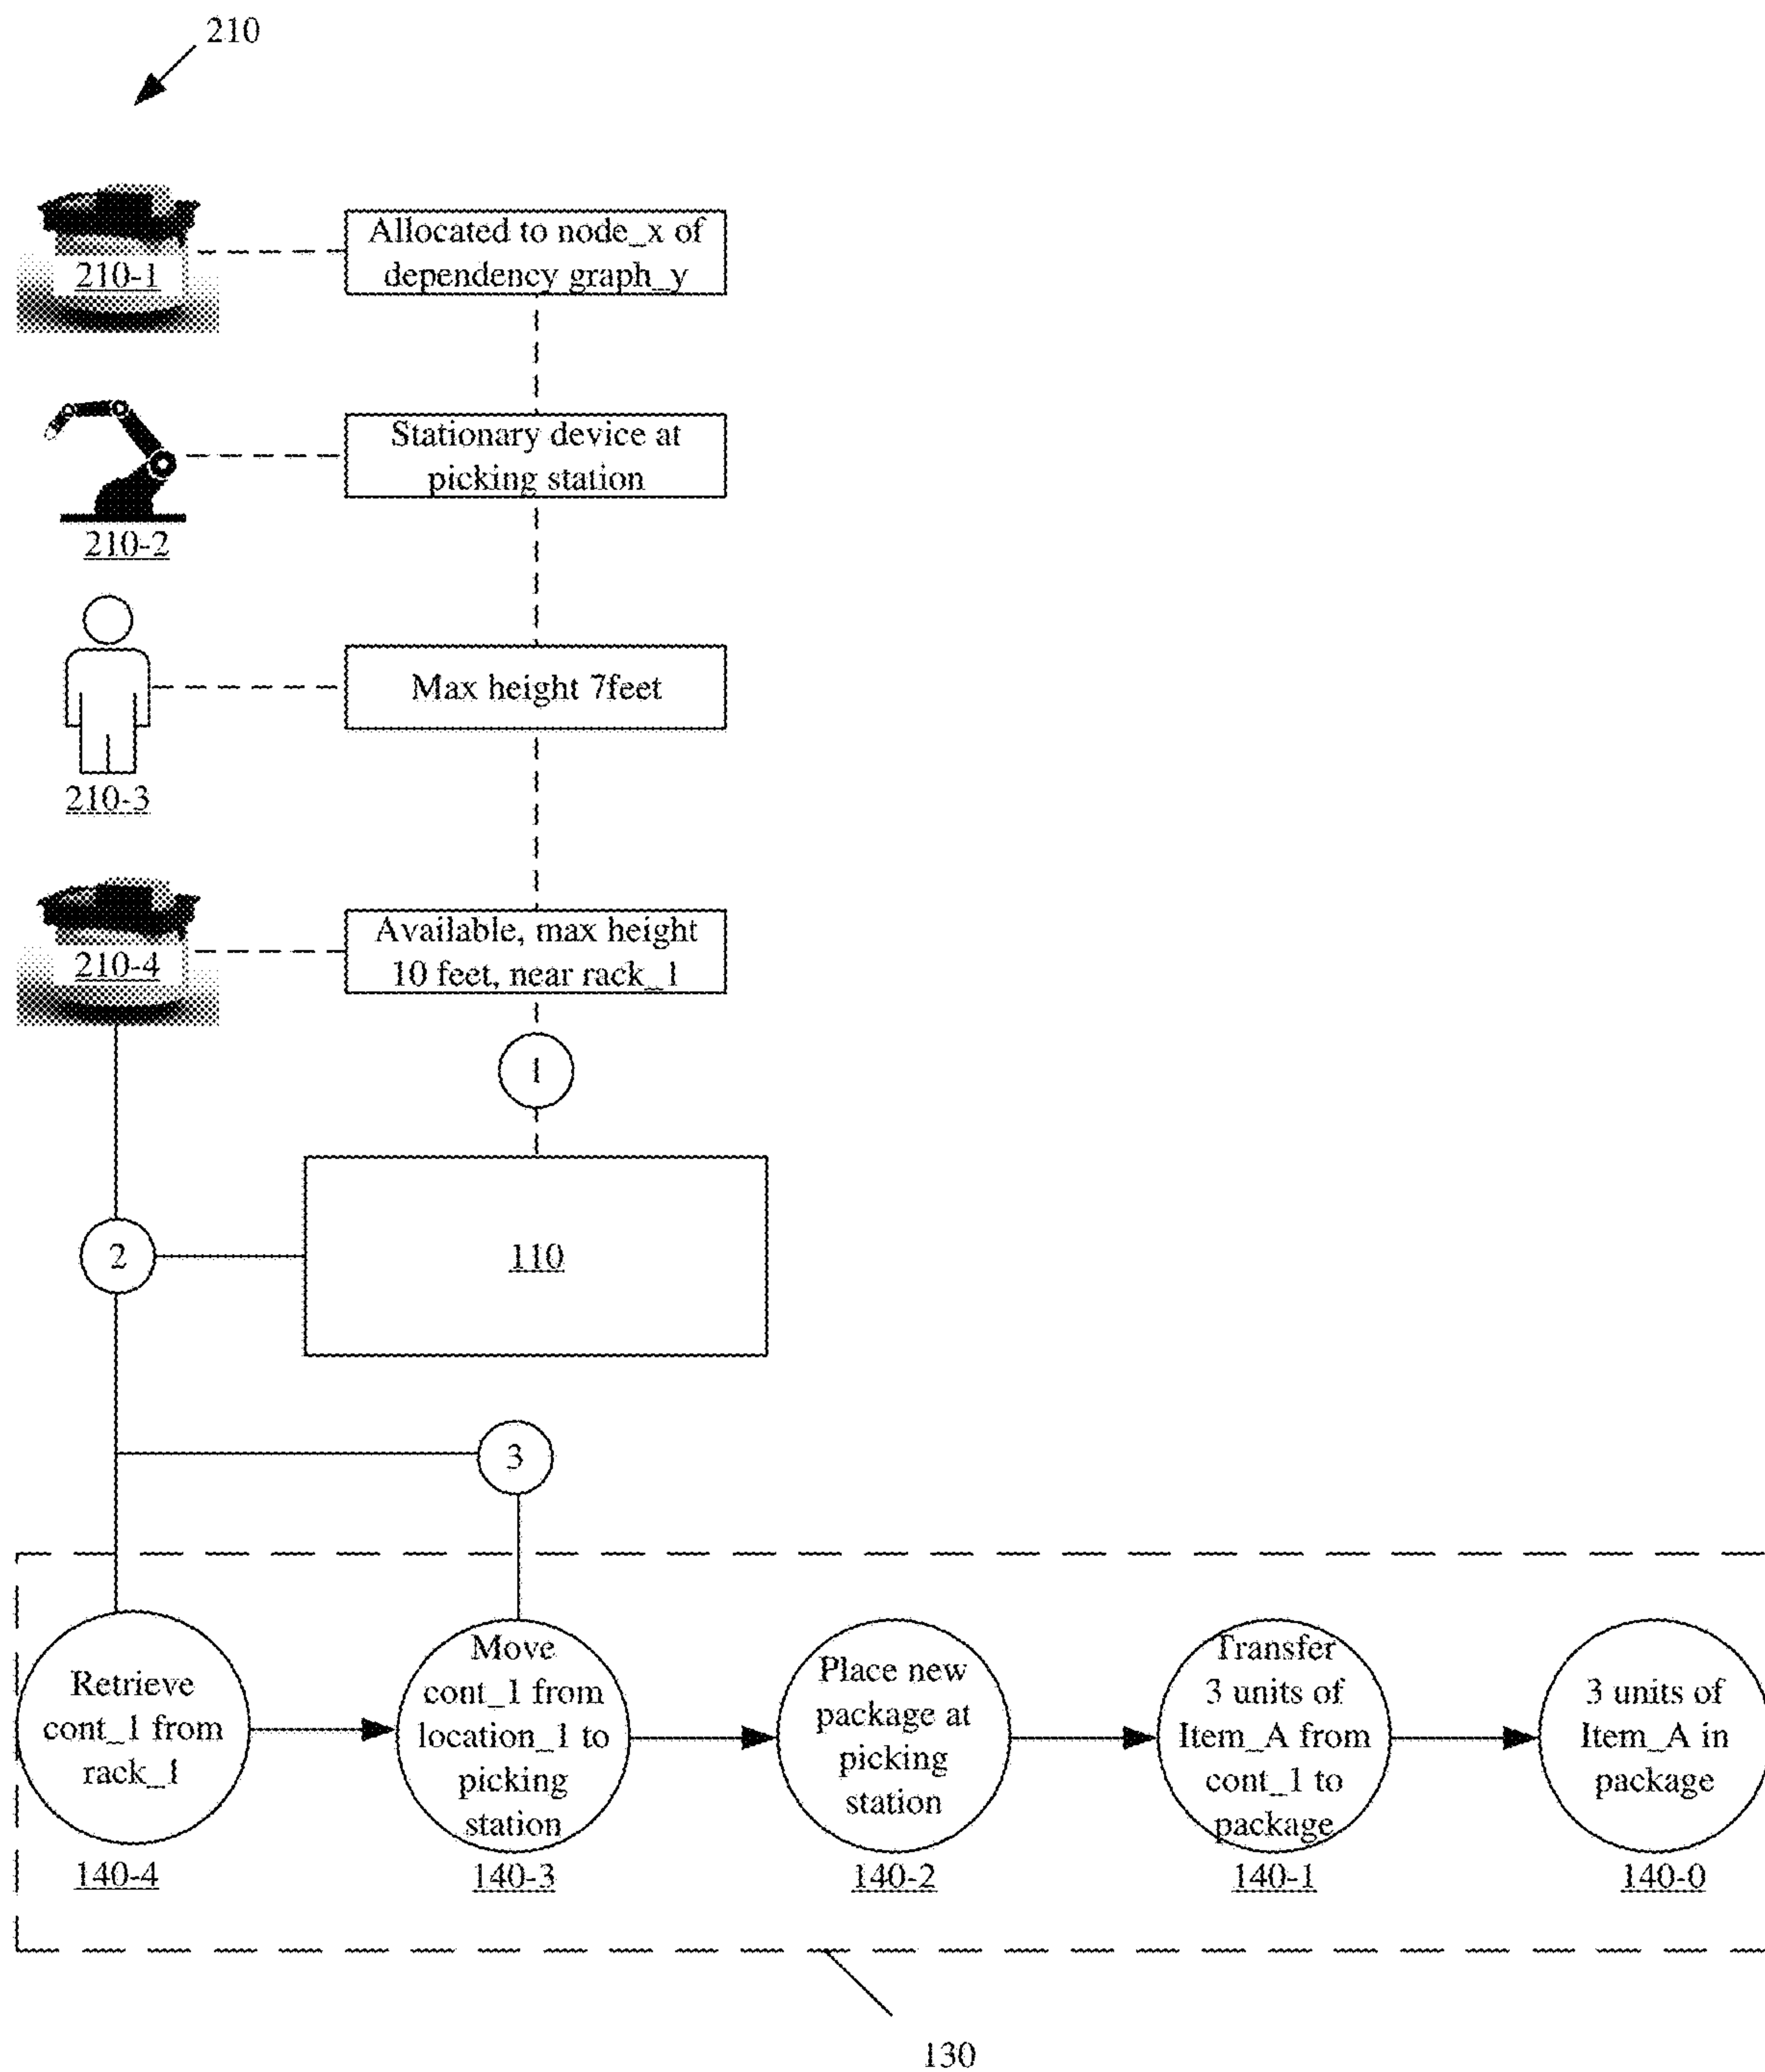 210
210-1
Allocated to node_x of
dependency graph_y
Stationary device at
picking station
210-2
Max height 7feet
210-3
210-4
Available, max height
10 feet, near rack_1
1
2
110
3
Retrieve
cont_1 from
rack_1
Move
cont_1 from
location_1 to
picking
station
Place new
package at
picking
station
Transfer
3 units of
Item_A from
cont_1 to
package
3 units of
Item_A in
package
140-4
140-3
140-2
140-1
140-0
130